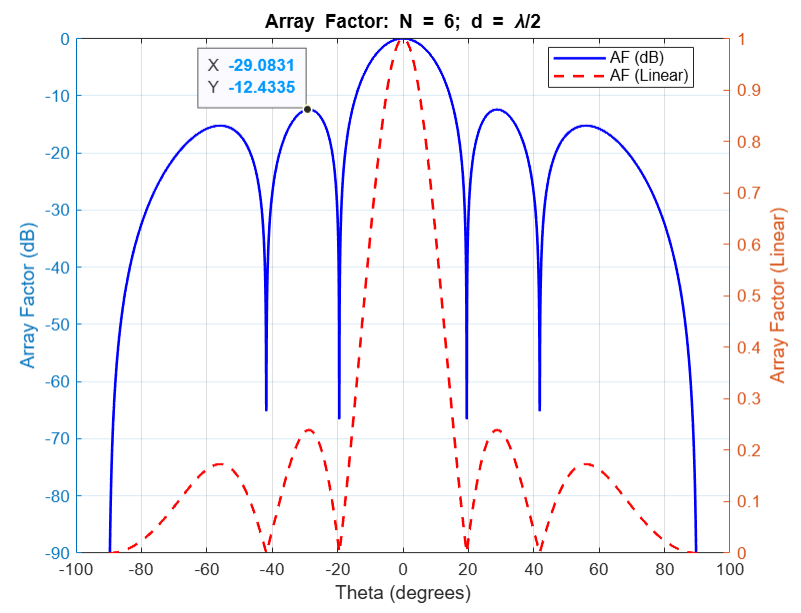 Array Factor: N = 6; d = λ/2
X -29.0831
Y -12.4335
AF (dB)
AF (Linear)
0
-10
-20
-30
-40
-50
-60
-70
-80
-90
Array Factor (dB)
1
0.9
0.8
0.7
0.6
0.5
0.4
0.3
0.2
0.1
0
Array Factor (Linear)
-100 -80 -60 -40 -20 0 20 40 60 80 100
Theta (degrees)